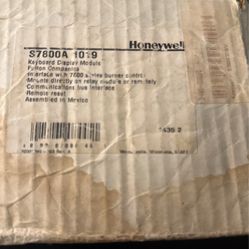 Honeywell
S7800A 1019
Keyboard Display Module
Fulton Companies
Interface with 7800 series burner control
Mounts directly on relay module or remotely
Communications bus interface
Remote reset
Assembled in Mexico